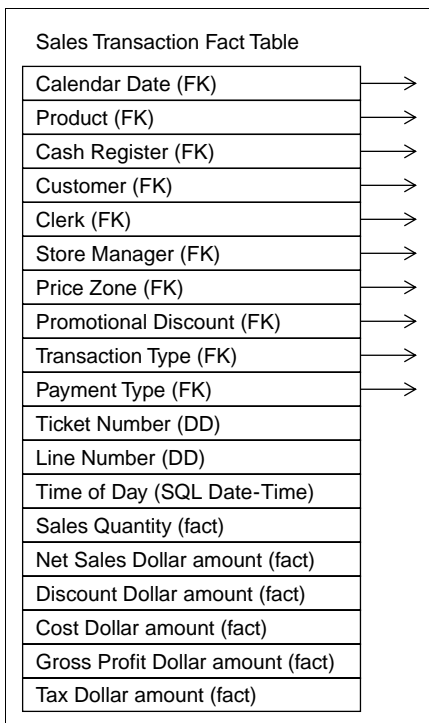 Sales Transaction Fact Table
Calendar Date (FK)
Product (FK)
Cash Register (FK)
Customer (FK)
Clerk (FK)
Store Manager (FK)
Price Zone (FK)
Promotional Discount (FK)
Transaction Type (FK)
Payment Type (FK)
Ticket Number (DD)
Line Number (DD)
Time of Day (SQL Date-Time)
Sales Quantity (fact)
Net Sales Dollar amount (fact)
Discount Dollar amount (fact)
Cost Dollar amount (fact)
Gross Profit Dollar amount (fact)
Tax Dollar amount (fact)